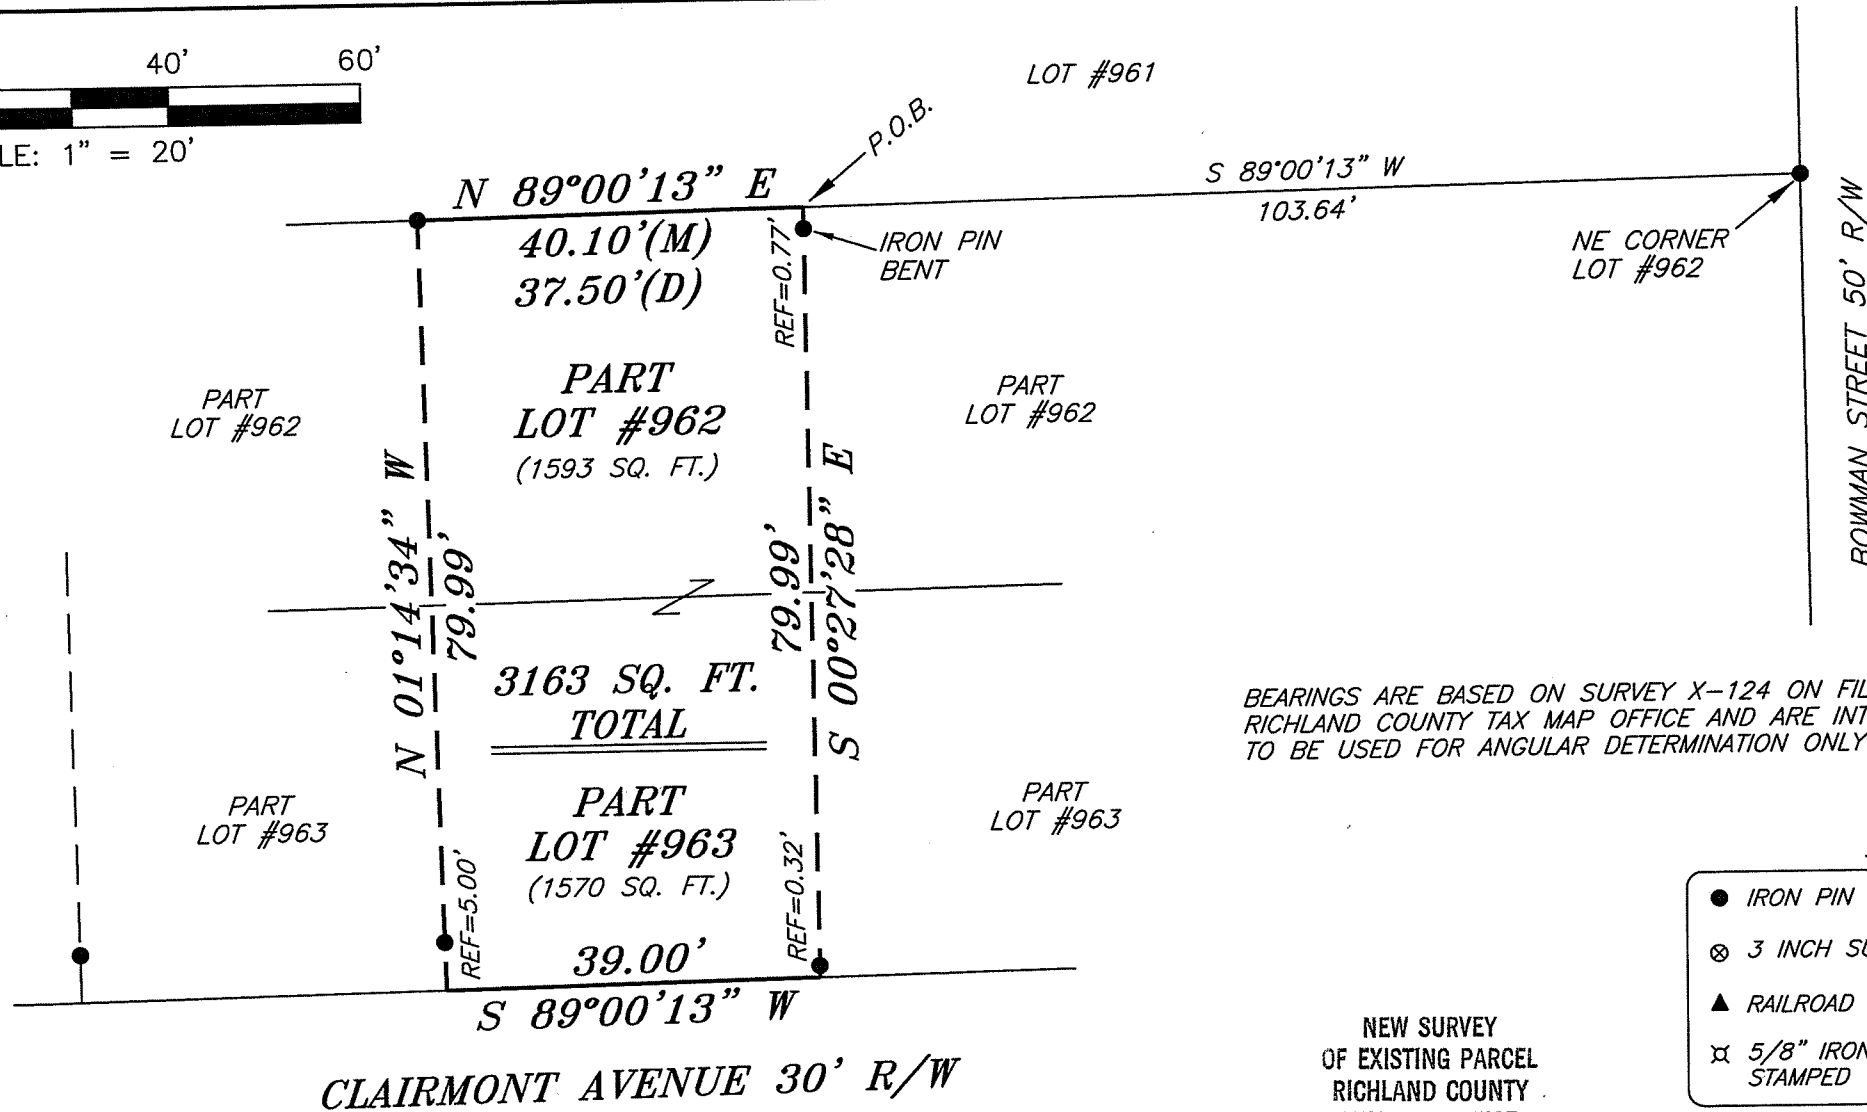 40' 60'
LE: 1" = 20'
LOT #961
P.O.B.
N 89°00'13" E
S 89°00'13" W
103.64'
40.10'(M)
37.50'(D)
REF=0.77'
IRON PIN
BENT
NE CORNER
LOT #962
BOWMAN STREET 50' R/W
PART
LOT #962
PART
LOT #962
(1593 SQ. FT.)
PART
LOT #962
N 01°14'34" W
79.99'
79.99'
S 00°27'28" E
3163 SQ. FT.
TOTAL
BEARINGS ARE BASED ON SURVEY X-124 ON FIL
RICHLAND COUNTY TAX MAP OFFICE AND ARE INT
TO BE USED FOR ANGULAR DETERMINATION ONLY
PART
LOT #963
PART
LOT #963
(1570 SQ. FT.)
PART
LOT #963
REF=5.00'
REF=0.32'
39.00'
S 89°00'13" W
CLAIRMONT AVENUE 30' R/W
NEW SURVEY
OF EXISTING PARCEL
RICHLAND COUNTY
IRON PIN
3 INCH SU
RAILROAD
5/8" IRON
STAMPED